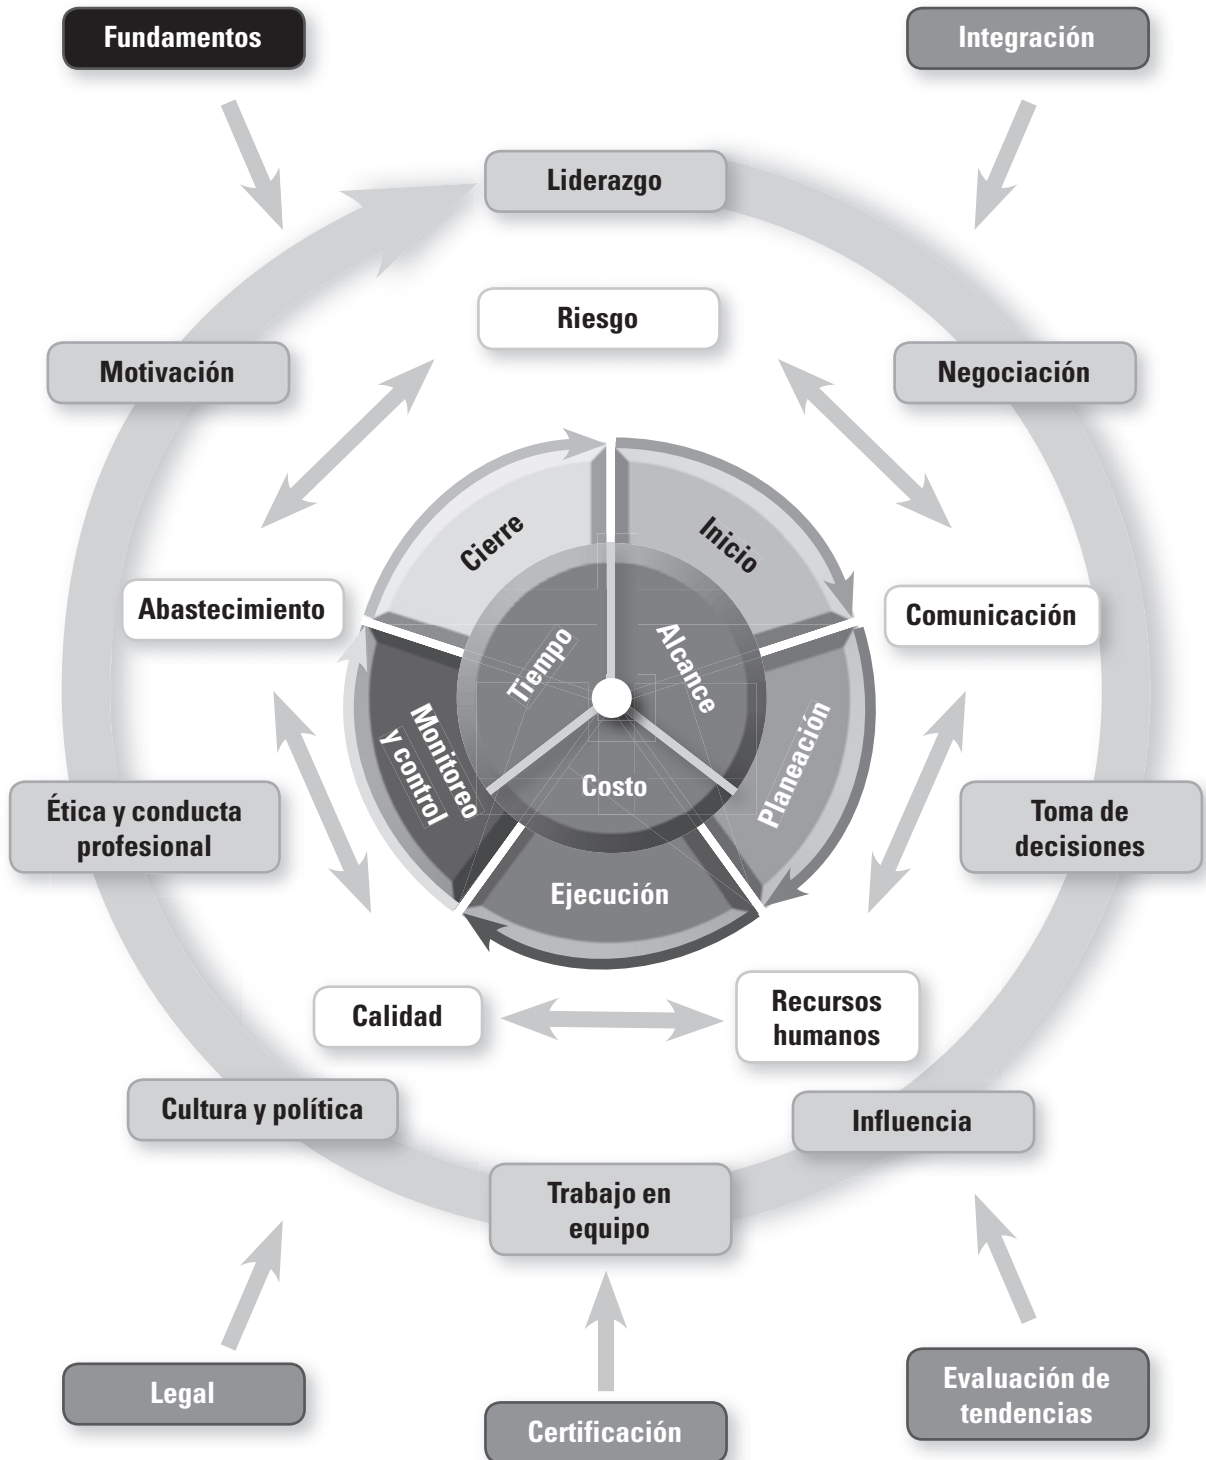 Fundamentos
Integración
Liderazgo
Riesgo
Motivación
Negociación
Cierre
Inicio
Abastecimiento
Comunicación
Tiempo
Alcance
Monitoreo
y control
Planeación
Costo
Ética y conducta
profesional
Toma de
decisiones
Ejecución
Calidad
Recursos
humanos
Cultura y política
Influencia
Trabajo en
equipo
Legal
Certificación
Evaluación de
tendencias